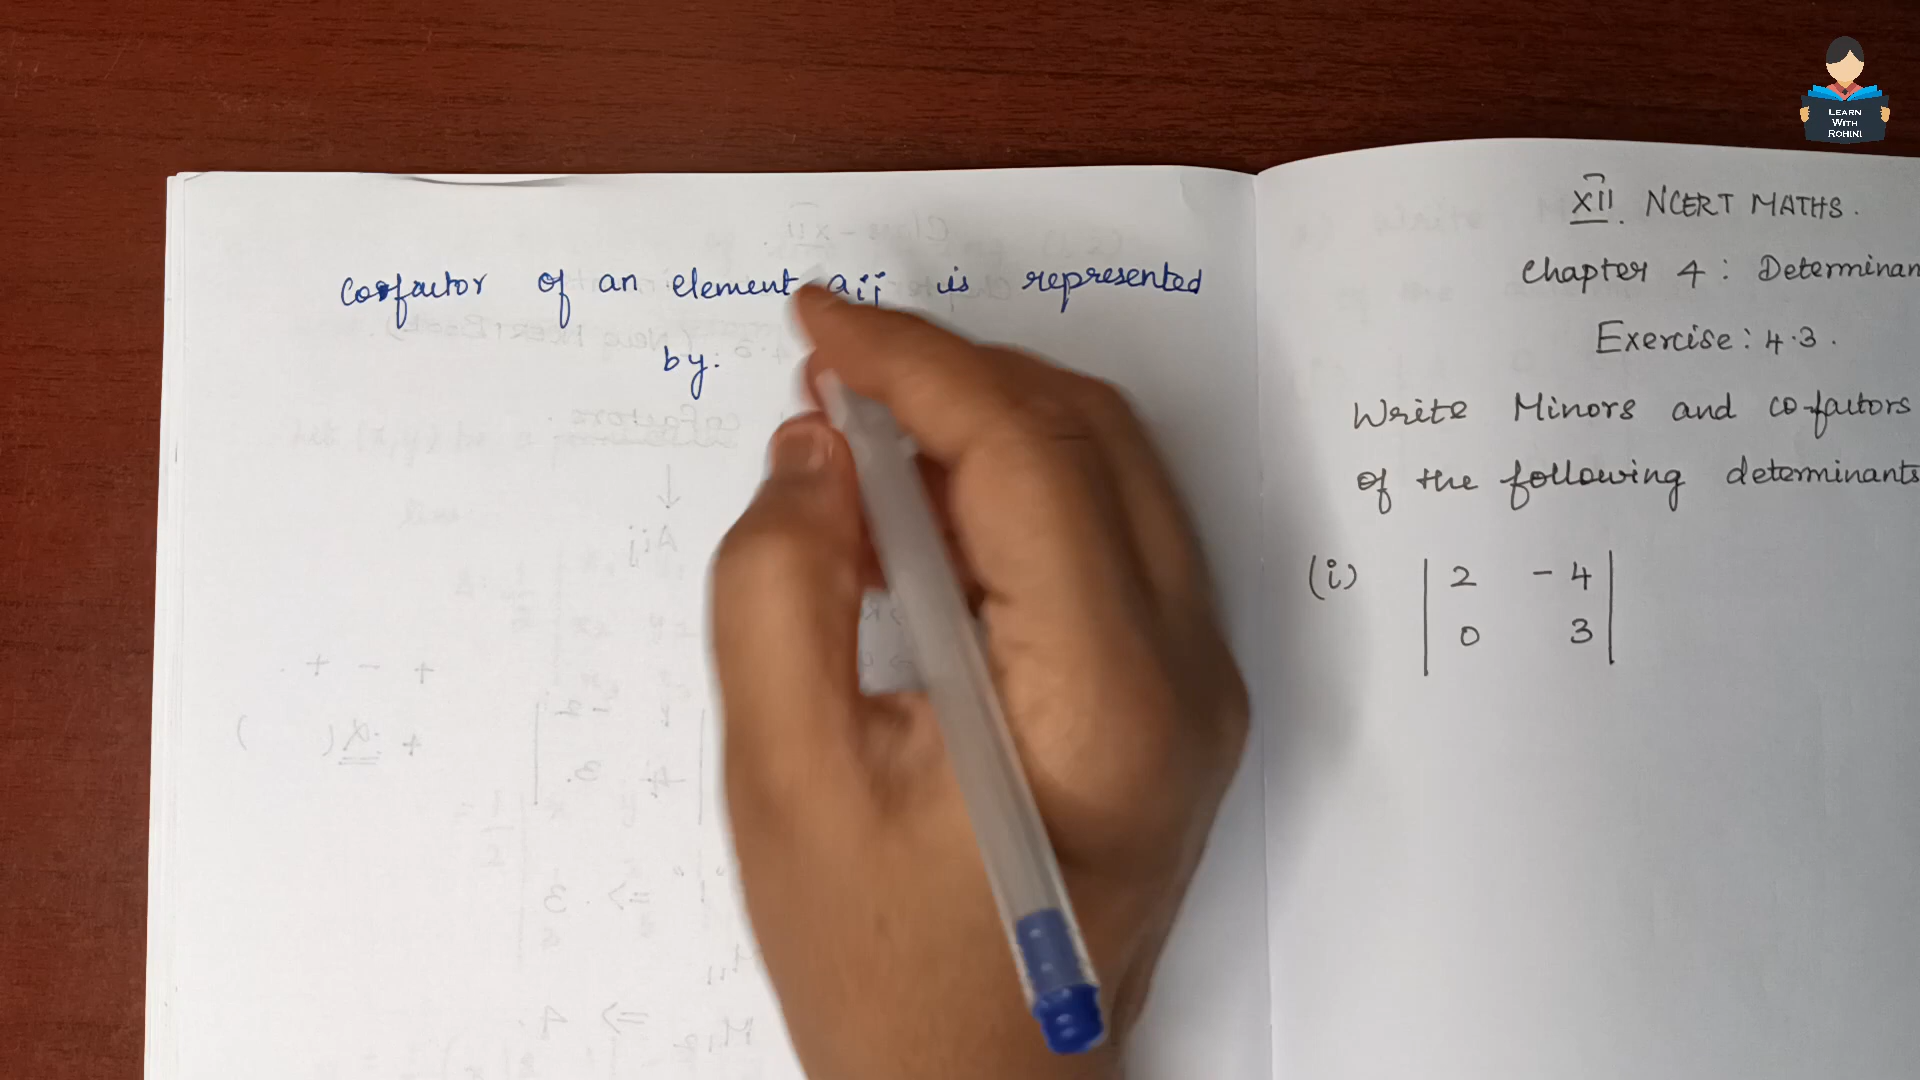 Cofactor of an element aij is represented
by.
XII. NCERT MATHS.
Chapter 4 : Determinan
Exercise : 4.3.
Write Minors and co-factors
of the following determinants
(i) | 2 - 4 |
| 0 3 |
LEARN
WITH
ROHINI